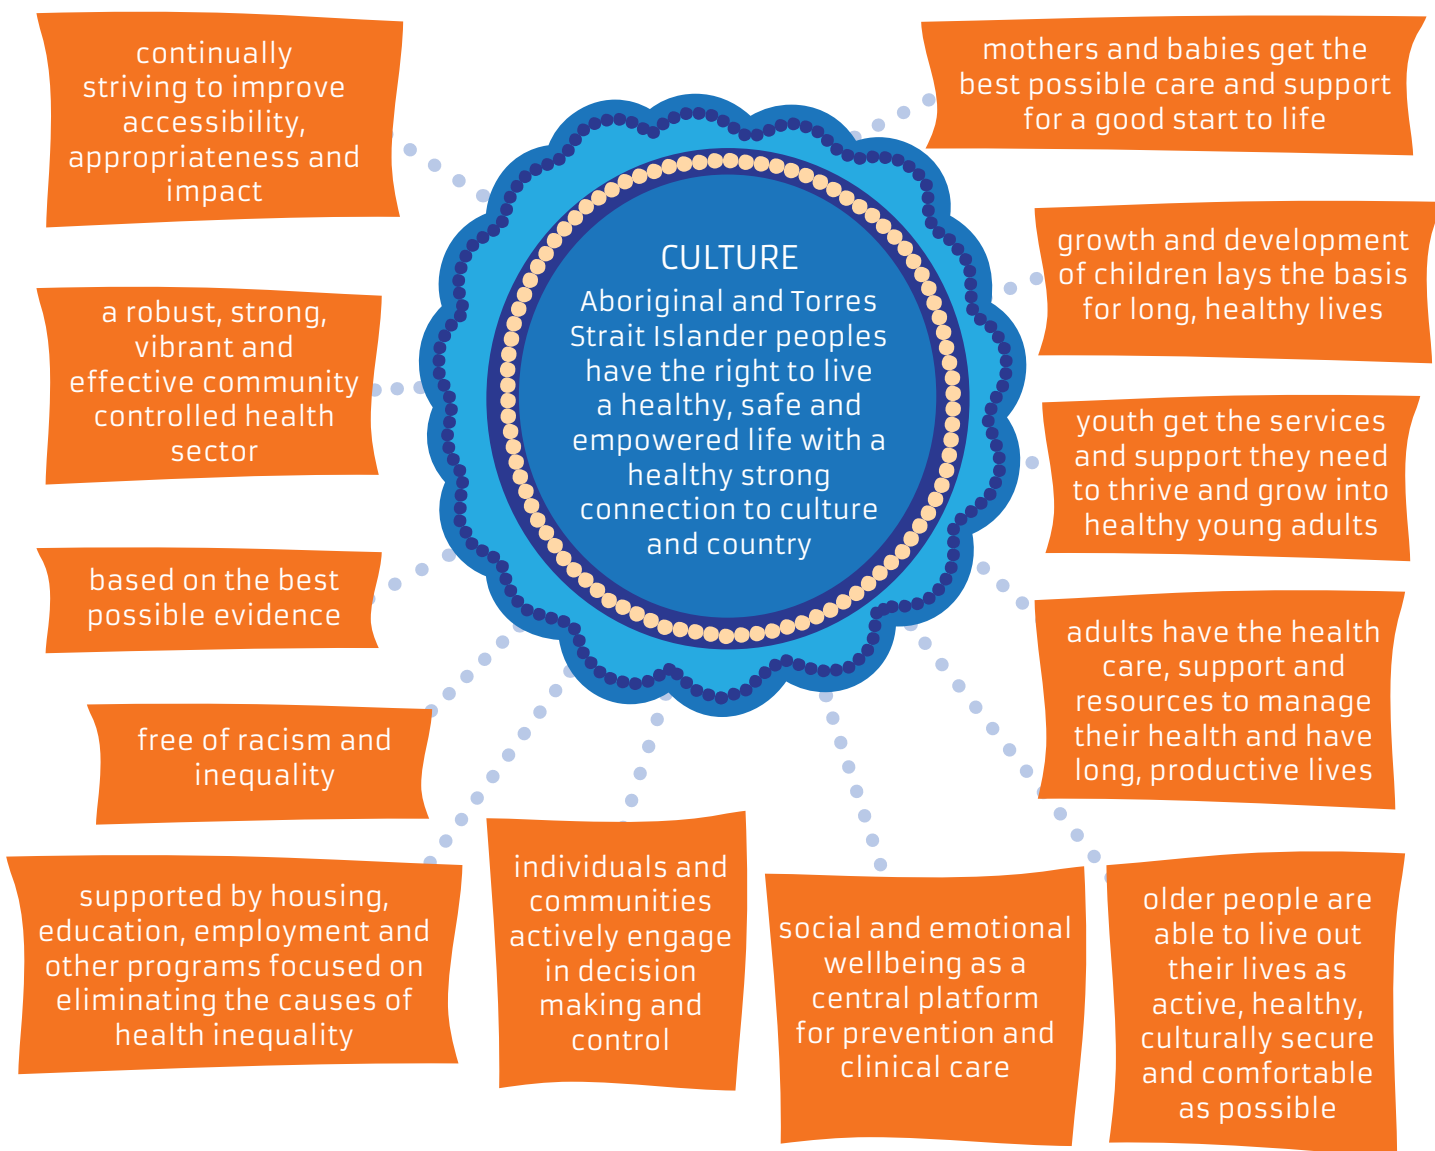 CULTURE
Aboriginal and Torres
Strait Islander peoples
have the right to live
a healthy, safe and
empowered life with a
healthy strong
connection to culture
and country
mothers and babies get the
best possible care and support
for a good start to life
growth and development
of children lays the basis
for long, healthy lives
youth get the services
and support they need
to thrive and grow into
healthy young adults
adults have the health
care, support and
resources to manage
their health and have
long, productive lives
older people are
able to live out
their lives as
active, healthy,
culturally secure
and comfortable
as possible
social and emotional
wellbeing as a
central platform
for prevention and
clinical care
individuals and
communities
actively engage
in decision
making and
control
supported by housing,
education, employment and
other programs focused on
eliminating the causes of
health inequality
free of racism and
inequality
based on the best
possible evidence
a robust, strong,
vibrant and
effective community
controlled health
sector
continually
striving to improve
accessibility,
appropriateness and
impact